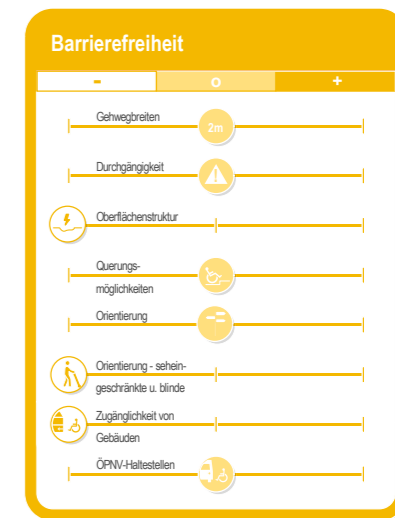 Barrierefreiheit
- o +
Gehwegbreiten
2m
Durchgängigkeit
Oberflächenstruktur
Querungs-
möglichkeiten
Orientierung
Orientierung - sehein-
geschränkte u. blinde
Zugänglichkeit von
Gebäuden
ÖPNV-Haltestellen